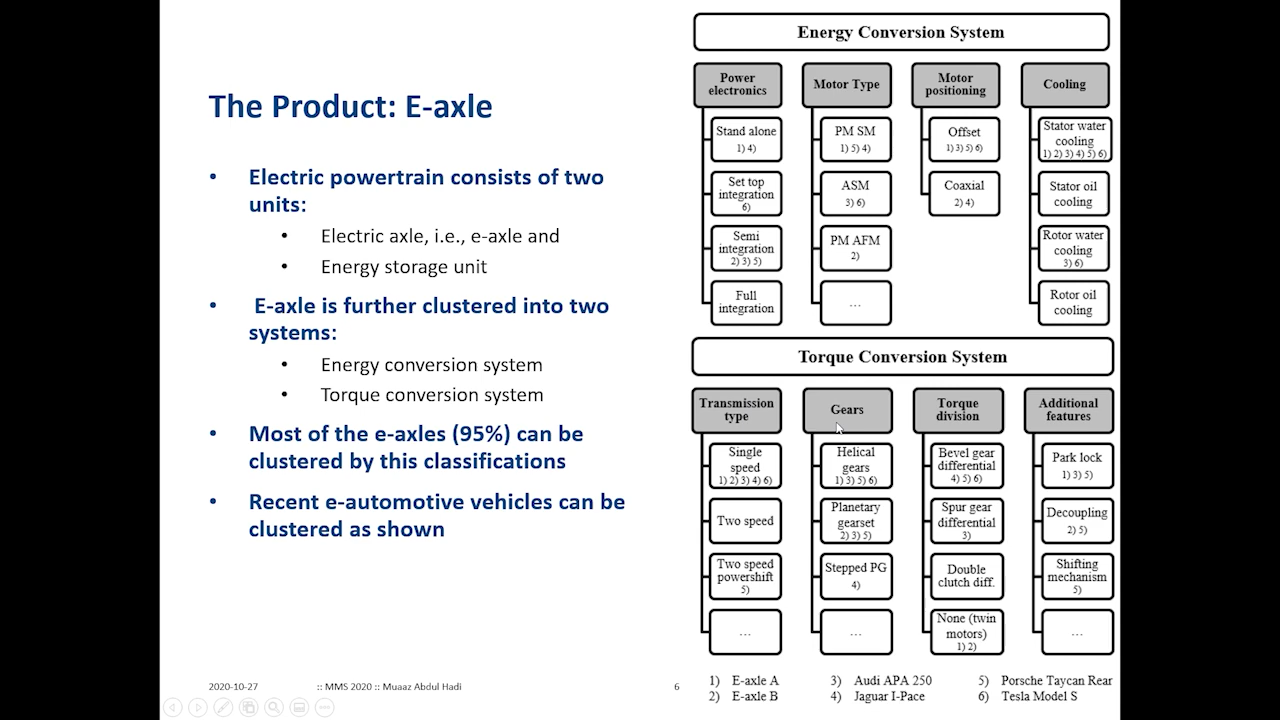 The Product: E-axle
• Electric powertrain consists of two
units:
• Electric axle, i.e., e-axle and
• Energy storage unit
• E-axle is further clustered into two
systems:
• Energy conversion system
• Torque conversion system
• Most of the e-axles (95%) can be
clustered by this classifications
• Recent e-automotive vehicles can be
clustered as shown
Energy Conversion System
Power
electronics
Stand alone
1) 4)
Set top
integration
6)
Semi
integration
2) 3) 5)
Full
integration
Motor Type
PM SM
1) 5) 4)
ASM
3) 6)
PM AFM
2)
...
Motor
positioning
Offset
1) 3) 5) 6)
Coaxial
2) 4)
Cooling
Stator water
cooling
1) 2) 3) 4) 5) 6)
Stator oil
cooling
Rotor water
cooling
3) 6)
Rotor oil
cooling
Torque Conversion System
Transmission
type
Single
speed
1) 2) 3) 4) 6)
Two speed
Two speed
powershift
5)
...
Gears
Helical
gears
1) 3) 5) 6)
Planetary
gearset
2) 3) 5)
Stepped PG
4)
...
Torque
division
Bevel gear
differential
4) 5) 6)
Spur gear
differential
3)
Double
clutch diff.
None (twin
motors)
1) 2)
Additional
features
Park lock
1) 3) 5)
Decoupling
2) 5)
Shifting
mechanism
5)
...
1) E-axle A 3) Audi APA 250 5) Porsche Taycan Rear
2) E-axle B 4) Jaguar I-Pace 6) Tesla Model S
2020-10-27 :: MMS 2020 :: Muaaz Abdul Hadi 6